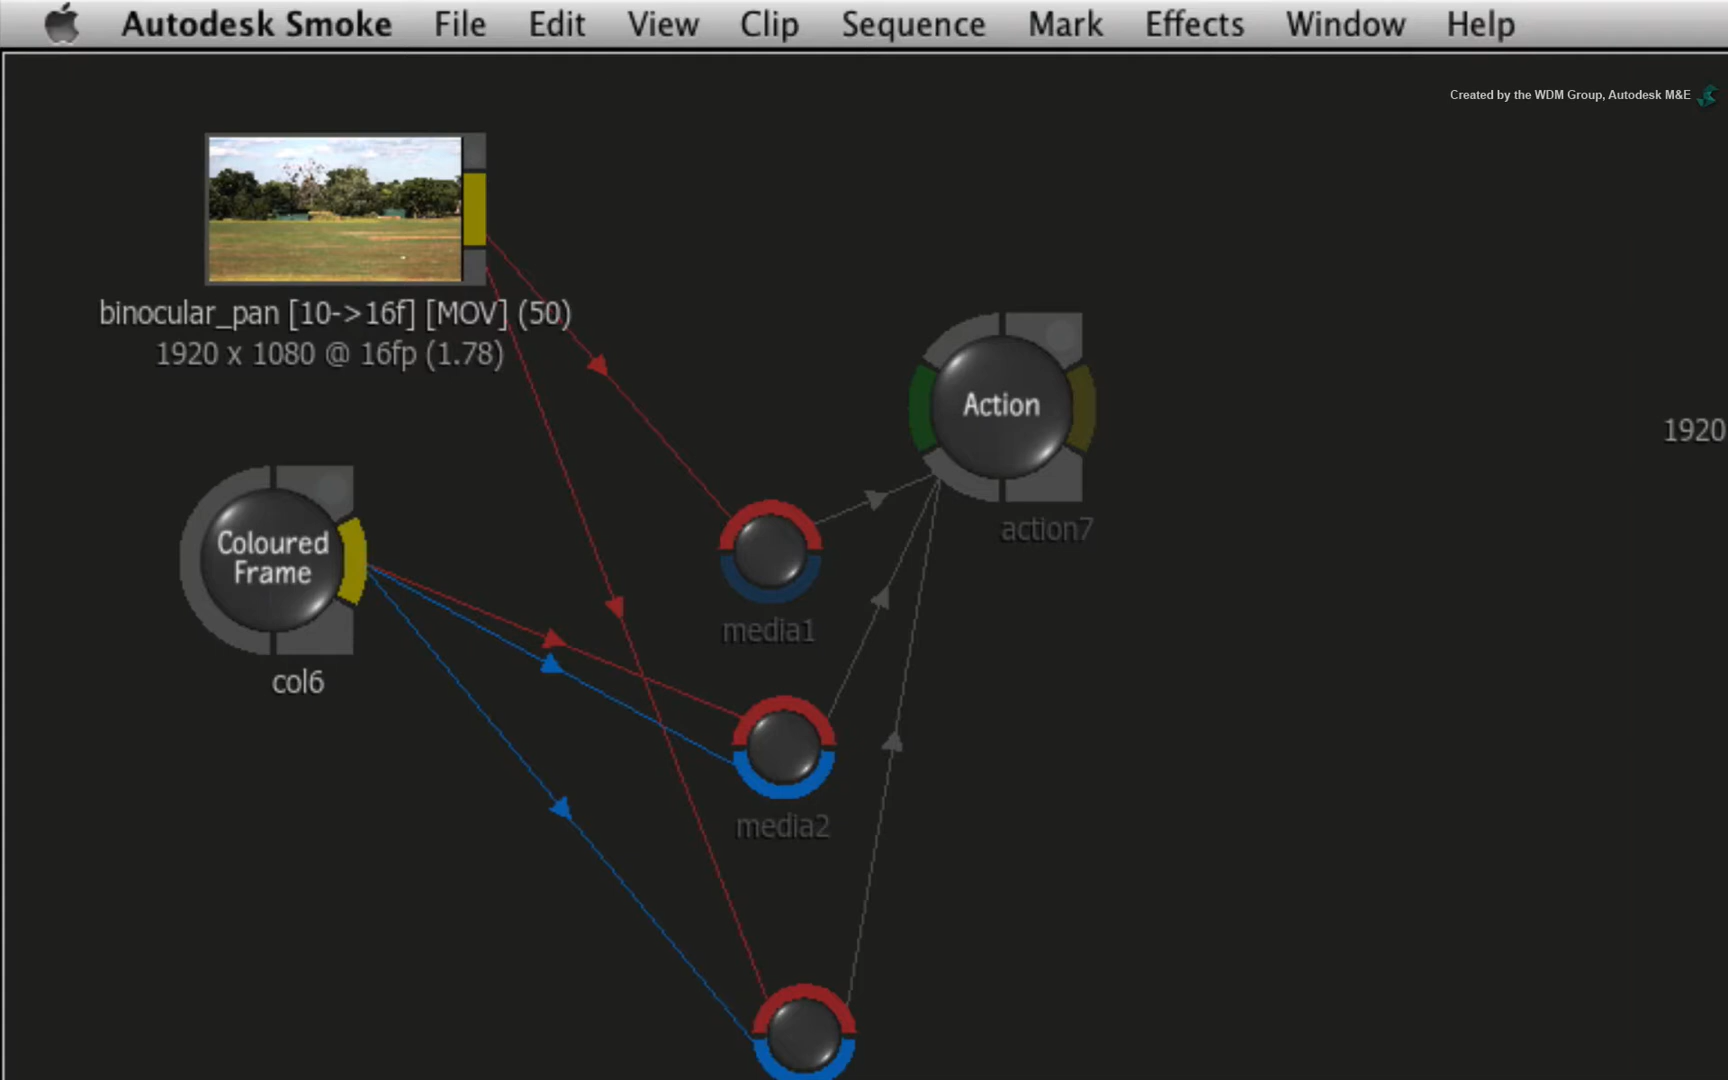 Autodesk Smoke File Edit View Clip Sequence Mark Effects Window Help
Created by the WDM Group, Autodesk M&E
binocular_pan [10->16f] [MOV] (50)
1920 x 1080 @ 16fp (1.78)
Action
action7
1920
Coloured
Frame
col6
media1
media2